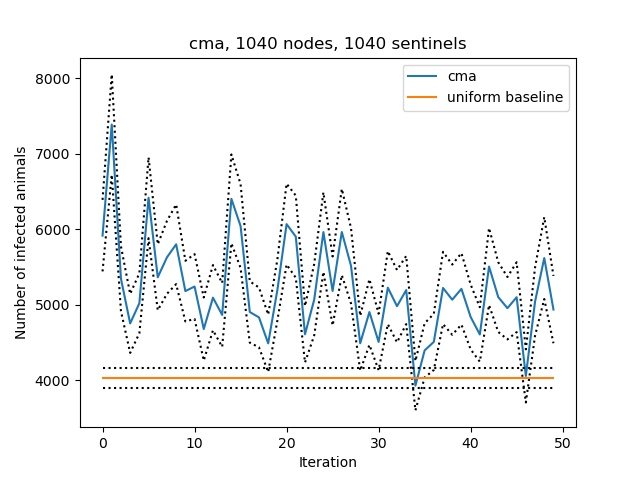 cma, 1040 nodes, 1040 sentinels
cma
uniform baseline
8000
7000
6000
5000
4000
Number of infected animals
0 10 20 30 40 50
Iteration